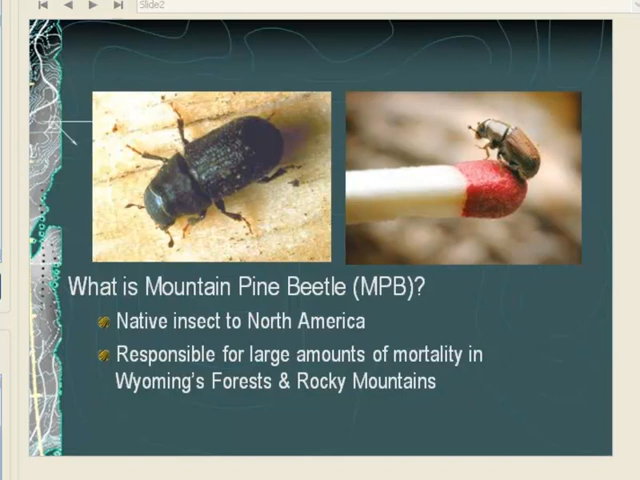 Slide2
What is Mountain Pine Beetle (MPB)?
Native insect to North America
Responsible for large amounts of mortality in
Wyoming's Forests & Rocky Mountains